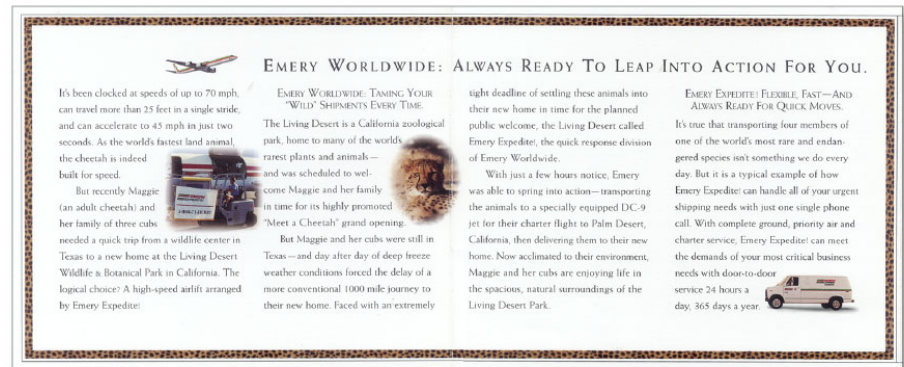 EMERY WORLDWIDE: ALWAYS READY TO LEAP INTO ACTION FOR YOU.
It's been clocked at speeds of up to 70 mph,
can travel more than 25 feet in a single stride,
and can accelerate to 45 mph in just two
seconds. As the world's fastest land animal,
the cheetah is indeed
built for speed.
But recently Maggie
(an adult cheetah) and
her family of three cubs
needed a quick trip from a wildlife center in
Texas to a new home at the Living Desert
Wildlife & Botanical Park in California. The
logical choice? A high-speed airlift arranged
by Emery Expedite!
EMERY WORLDWIDE: TAMING YOUR
"WILD" SHIPMENTS EVERY TIME.
The Living Desert is a California zoological
park, home to many of the world's
rarest plants and animals—
and was scheduled to wel-
come Maggie and her family
in time for its highly promoted
"Meet a Cheetah" grand opening.
But Maggie and her cubs were still in
Texas—and day after day of deep freeze
weather conditions forced the delay of a
more conventional 1000 mile journey to
their new home. Faced with an extremely
tight deadline of settling these animals into
their new home in time for the planned
public welcome, the Living Desert called
Emery Expedite!, the quick response division
of Emery Worldwide.
With just a few hours notice, Emery
was able to spring into action—transporting
the animals to a specially equipped DC-9
jet for their charter flight to Palm Desert,
California, then delivering them to their new
home. Now acclimated to their environment,
Maggie and her cubs are enjoying life in
the spacious, natural surroundings of the
Living Desert Park.
EMERY EXPEDITE! FLEXIBLE, FAST—AND
ALWAYS READY FOR QUICK MOVES.
It's true that transporting four members of
one of the world's most rare and endan-
gered species isn't something we do every
day. But it is a typical example of how
Emery Expedite! can handle all of your urgent
shipping needs with just one single phone
call. With complete ground, priority air and
charter service, Emery Expedite! can meet
the demands of your most critical business
needs with door-to-door
service 24 hours a
day, 365 days a year.